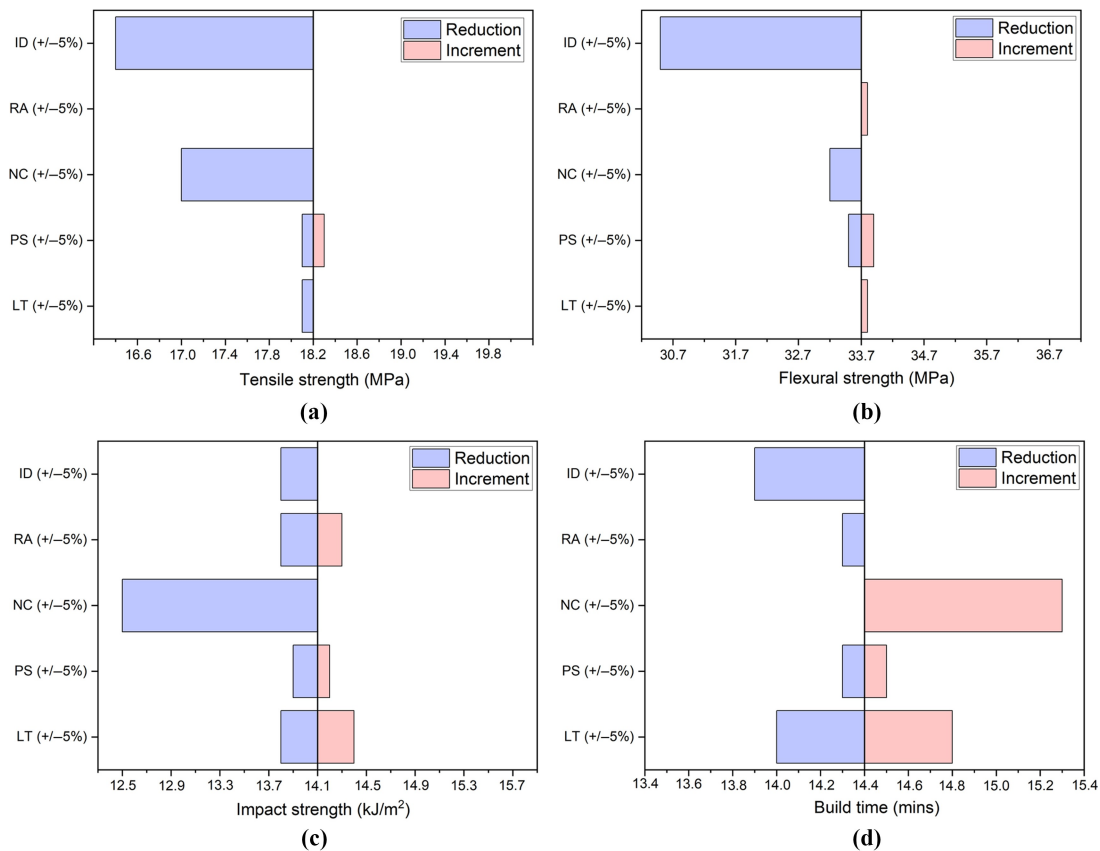 ID (+/–5%)
RA (+/–5%)
NC (+/–5%)
PS (+/–5%)
LT (+/–5%)
Reduction
Increment
16.6 17.0 17.4 17.8 18.2 18.6 19.0 19.4 19.8
Tensile strength (MPa)
(a)
ID (+/–5%)
RA (+/–5%)
NC (+/–5%)
PS (+/–5%)
LT (+/–5%)
Reduction
Increment
30.7 31.7 32.7 33.7 34.7 35.7 36.7
Flexural strength (MPa)
(b)
ID (+/–5%)
RA (+/–5%)
NC (+/–5%)
PS (+/–5%)
LT (+/–5%)
Reduction
Increment
12.5 12.9 13.3 13.7 14.1 14.5 14.9 15.3 15.7
Impact strength (kJ/m²)
(c)
ID (+/–5%)
RA (+/–5%)
NC (+/–5%)
PS (+/–5%)
LT (+/–5%)
Reduction
Increment
13.4 13.6 13.8 14.0 14.2 14.4 14.6 14.8 15.0 15.2 15.4
Build time (mins)
(d)